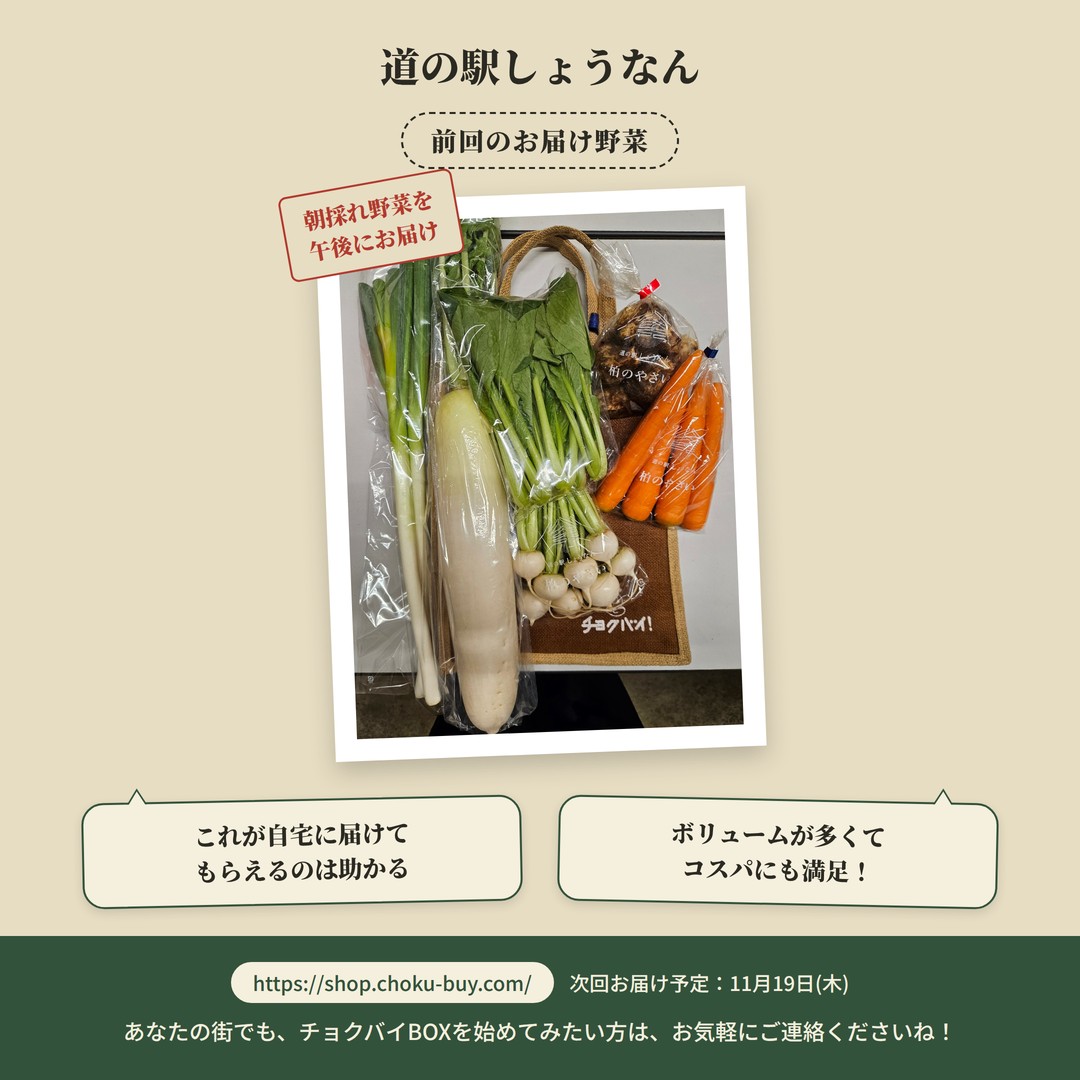 道の駅しょうなん
前回のお届け野菜
朝採れ野菜を
午後にお届け
柏のやさい
柏のやさい
チョクバイ!
これが自宅に届けて
もらえるのは助かる
ボリュームが多くて
コスパにも満足！
https://shop.choku-buy.com/
次回お届け予定：11月19日(木)
あなたの街でも、チョクバイBOXを始めてみたい方は、お気軽にご連絡くださいね！